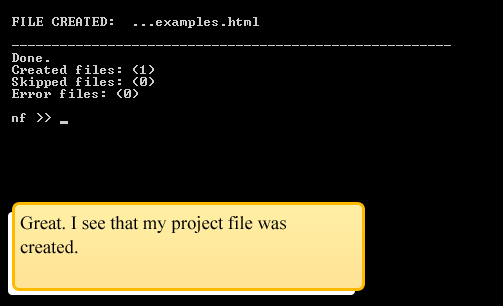 FILE CREATED:  ...examples.html
Done.
Created files: (1)
Skipped files: (0)
Error files: (0)
nf >> _
Great. I see that my project file was
created.